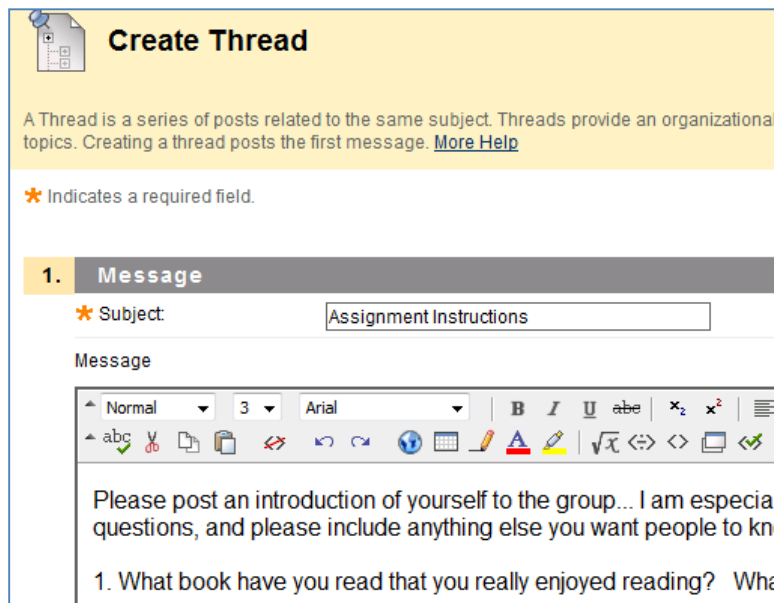 Create Thread
A Thread is a series of posts related to the same subject. Threads provide an organizational
topics. Creating a thread posts the first message. More Help
* Indicates a required field.
1. Message
* Subject: Assignment Instructions
Message
Normal 3 Arial B I U abc x₂ x²
abc A √x <·> <>
Please post an introduction of yourself to the group... I am especia
questions, and please include anything else you want people to kn
1. What book have you read that you really enjoyed reading? Wha